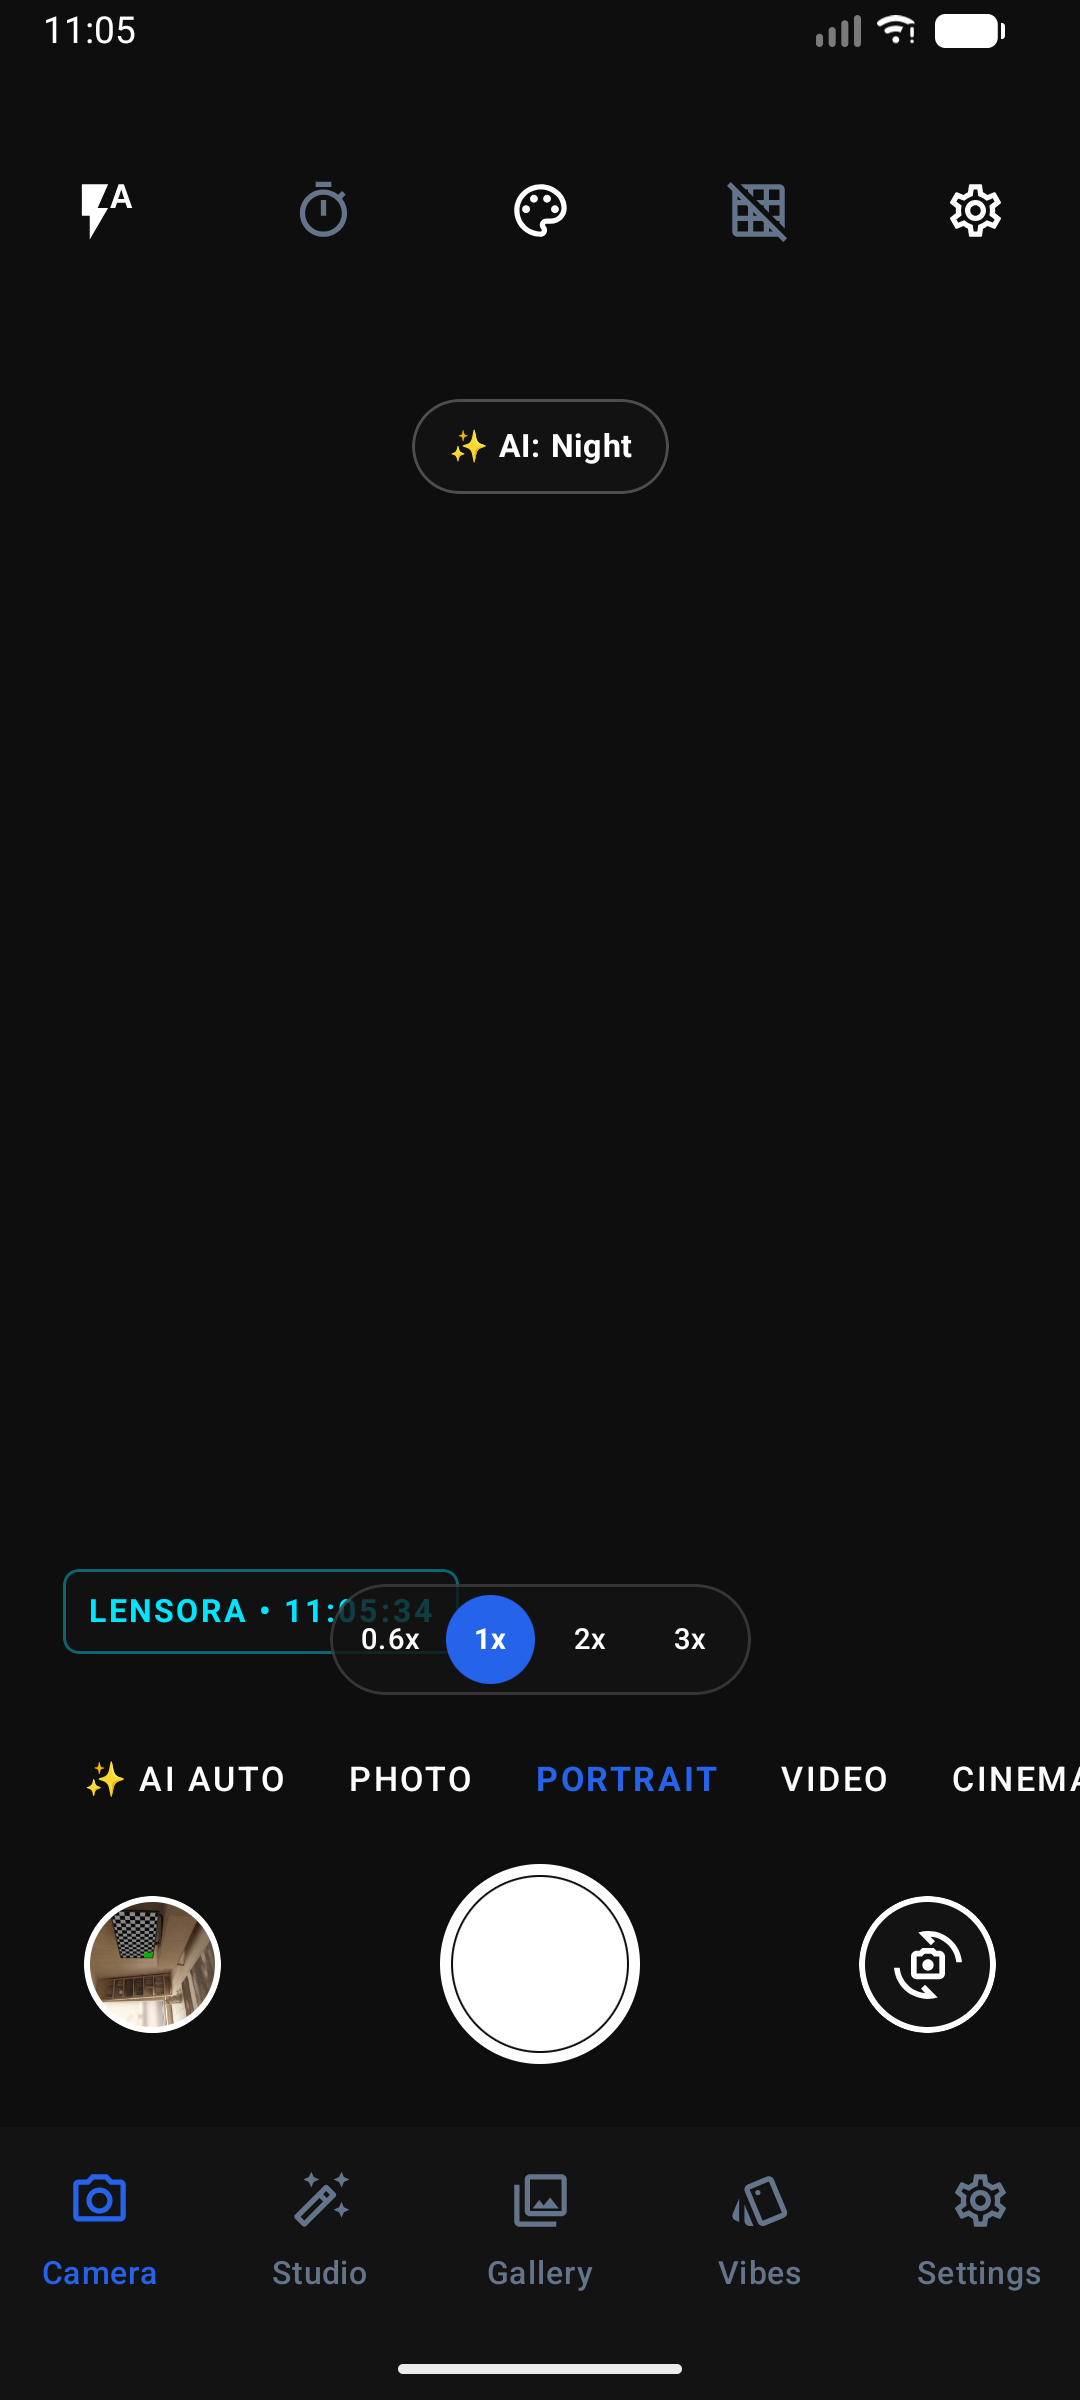 11:05
A
✨ AI: Night
LENSORA • 11:05:34
0.6x 1x 2x 3x
✨ AI AUTO PHOTO PORTRAIT VIDEO CINEMA
Camera Studio Gallery Vibes Settings